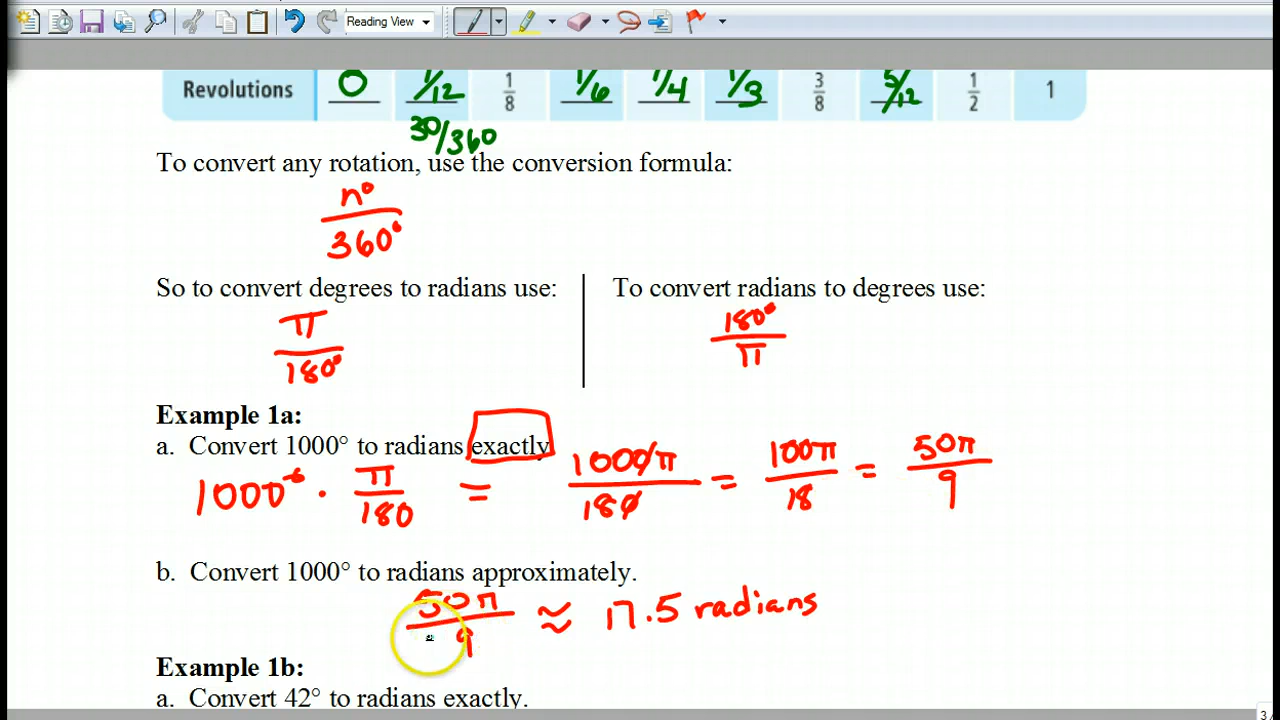 Reading View
Revolutions 0 1/12 1/8 1/6 1/4 1/3 3/8 5/12 1/2 1
30/360
To convert any rotation, use the conversion formula:
n°/360°
So to convert degrees to radians use:
π/180°
To convert radians to degrees use:
180°/π
Example 1a:
a. Convert 1000° to radians exactly
1000° · π/180 = 1000π/180 = 100π/18 = 50π/9
b. Convert 1000° to radians approximately.
50π/9 ≈ 17.5 radians
Example 1b:
a. Convert 42° to radians exactly.
3